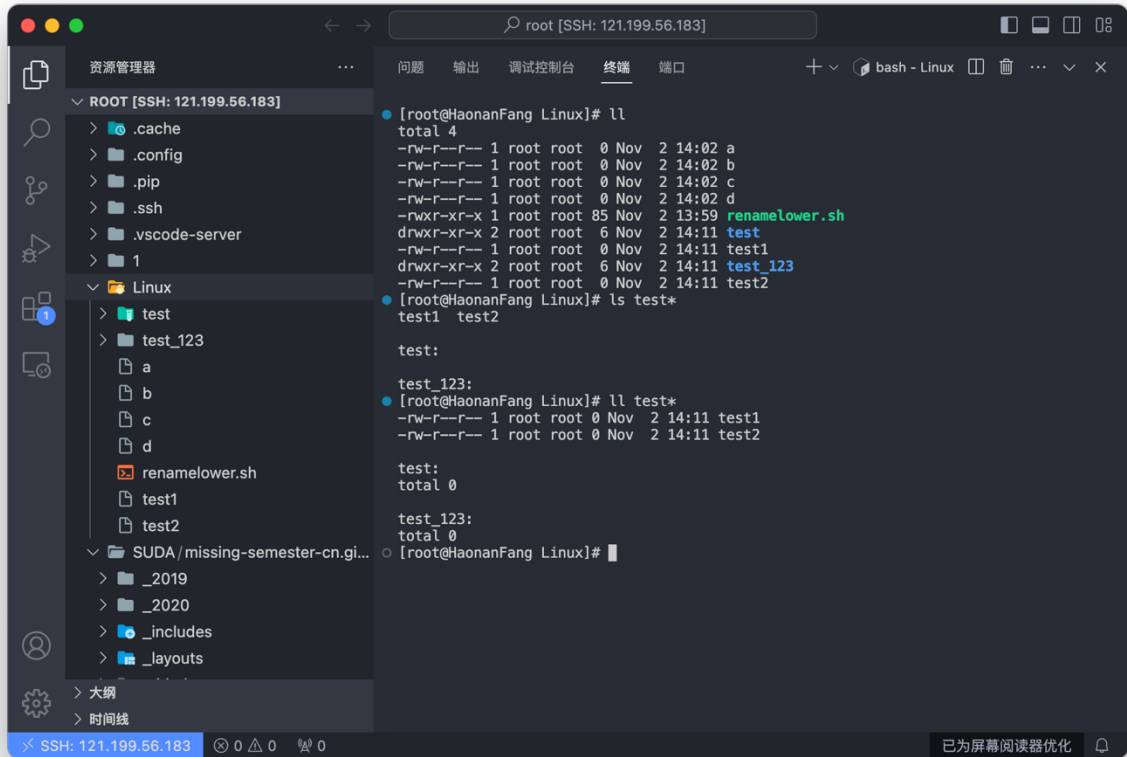 root [SSH: 121.199.56.183]
资源管理器
ROOT [SSH: 121.199.56.183]
.cache
.config
.pip
.ssh
.vscode-server
1
Linux
test
test_123
a
b
c
d
renamelower.sh
test1
test2
SUDA/missing-semester-cn.gi...
_2019
_2020
_includes
_layouts
大纲
时间线
1
问题 输出 调试控制台 终端 端口 bash - Linux
[root@HaonanFang Linux]# ll
total 4
-rw-r--r-- 1 root root  0 Nov  2 14:02 a
-rw-r--r-- 1 root root  0 Nov  2 14:02 b
-rw-r--r-- 1 root root  0 Nov  2 14:02 c
-rw-r--r-- 1 root root  0 Nov  2 14:02 d
-rwxr-xr-x 1 root root 85 Nov  2 13:59 renamelower.sh
drwxr-xr-x 2 root root  6 Nov  2 14:11 test
-rw-r--r-- 1 root root  0 Nov  2 14:11 test1
drwxr-xr-x 2 root root  6 Nov  2 14:11 test_123
-rw-r--r-- 1 root root  0 Nov  2 14:11 test2
[root@HaonanFang Linux]# ls test*
test1  test2
test:
test_123:
[root@HaonanFang Linux]# ll test*
-rw-r--r-- 1 root root 0 Nov  2 14:11 test1
-rw-r--r-- 1 root root 0 Nov  2 14:11 test2
test:
total 0
test_123:
total 0
[root@HaonanFang Linux]#
SSH: 121.199.56.183 0 0 0 已为屏幕阅读器优化